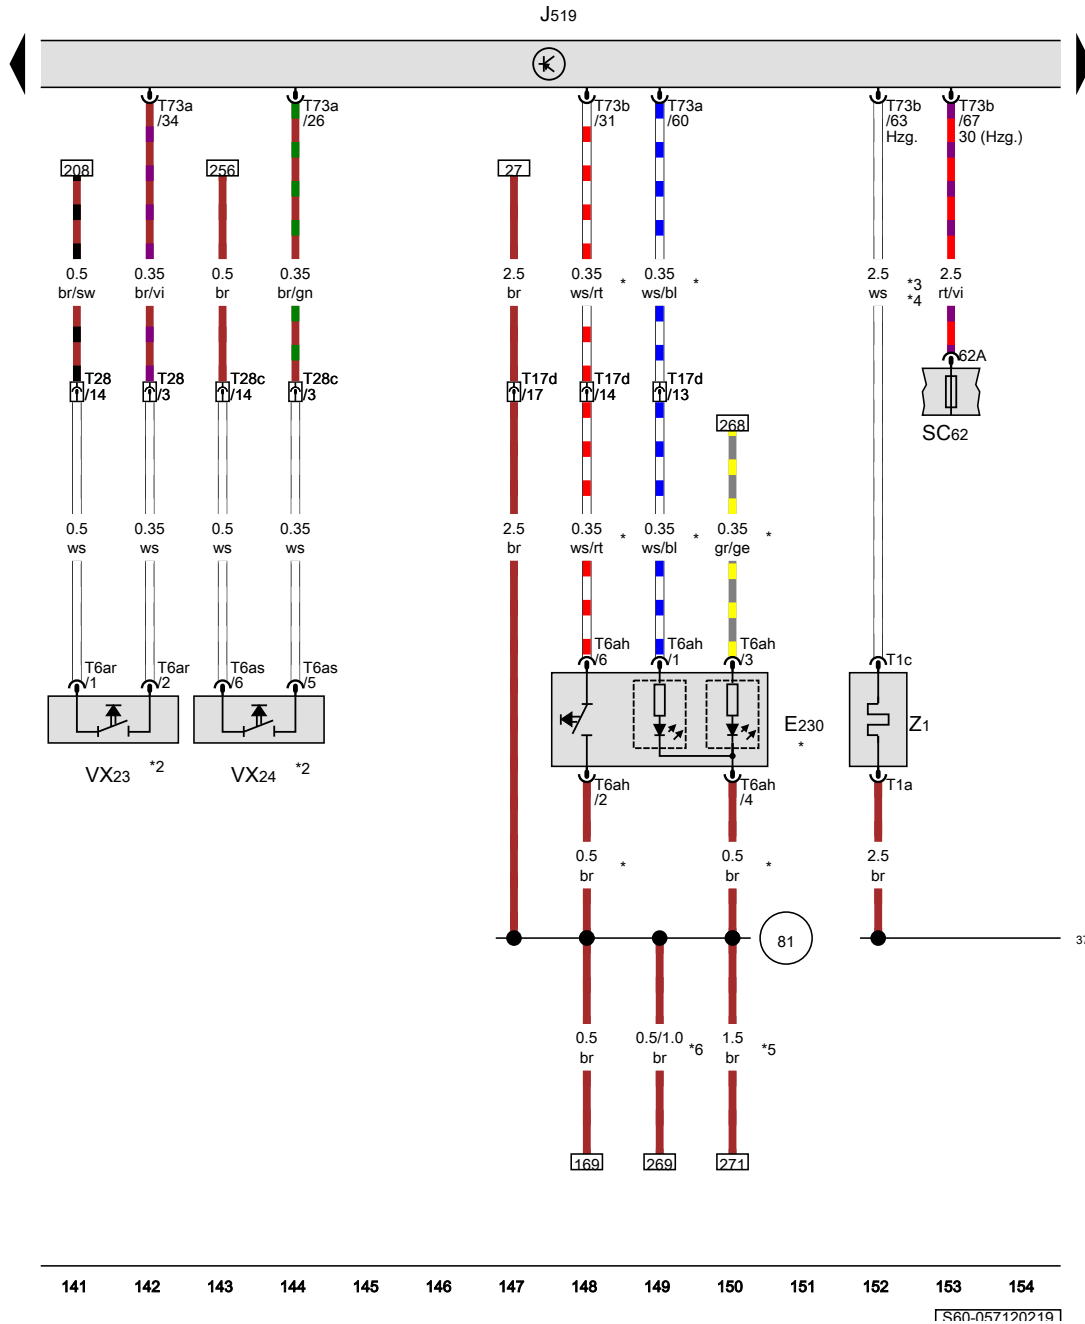 J519
T73a
/34
T73a
/26
T73b
/31
T73a
/60
T73b
/63
Hzg.
T73b
/67
30 (Hzg.)
208
256
27
0.5
br/sw
0.35
br/vi
0.5
br
0.35
br/gn
2.5
br
0.35
ws/rt
*
0.35
ws/bl
*
2.5
ws
*3
*4
2.5
rt/vi
62A
SC62
T28
/14
T28
/3
T28c
/14
T28c
/3
T17d
/17
T17d
/14
T17d
/13
268
0.5
ws
0.35
ws
0.5
ws
0.35
ws
2.5
br
0.35
ws/rt
*
0.35
ws/bl
*
0.35
gr/ge
*
T6ar
/1
T6ar
/2
T6as
/6
T6as
/5
T6ah
/6
T6ah
/1
T6ah
/3
T1c
VX23
*2
VX24
*2
E230
*
Z1
T6ah
/2
T6ah
/4
T1a
0.5
br
*
0.5
br
*
2.5
br
81
37
0.5
br
0.5/1.0
br
*6
1.5
br
*5
169
269
271
141 142 143 144 145 146 147 148 149 150 151 152 153 154
S60-057120219